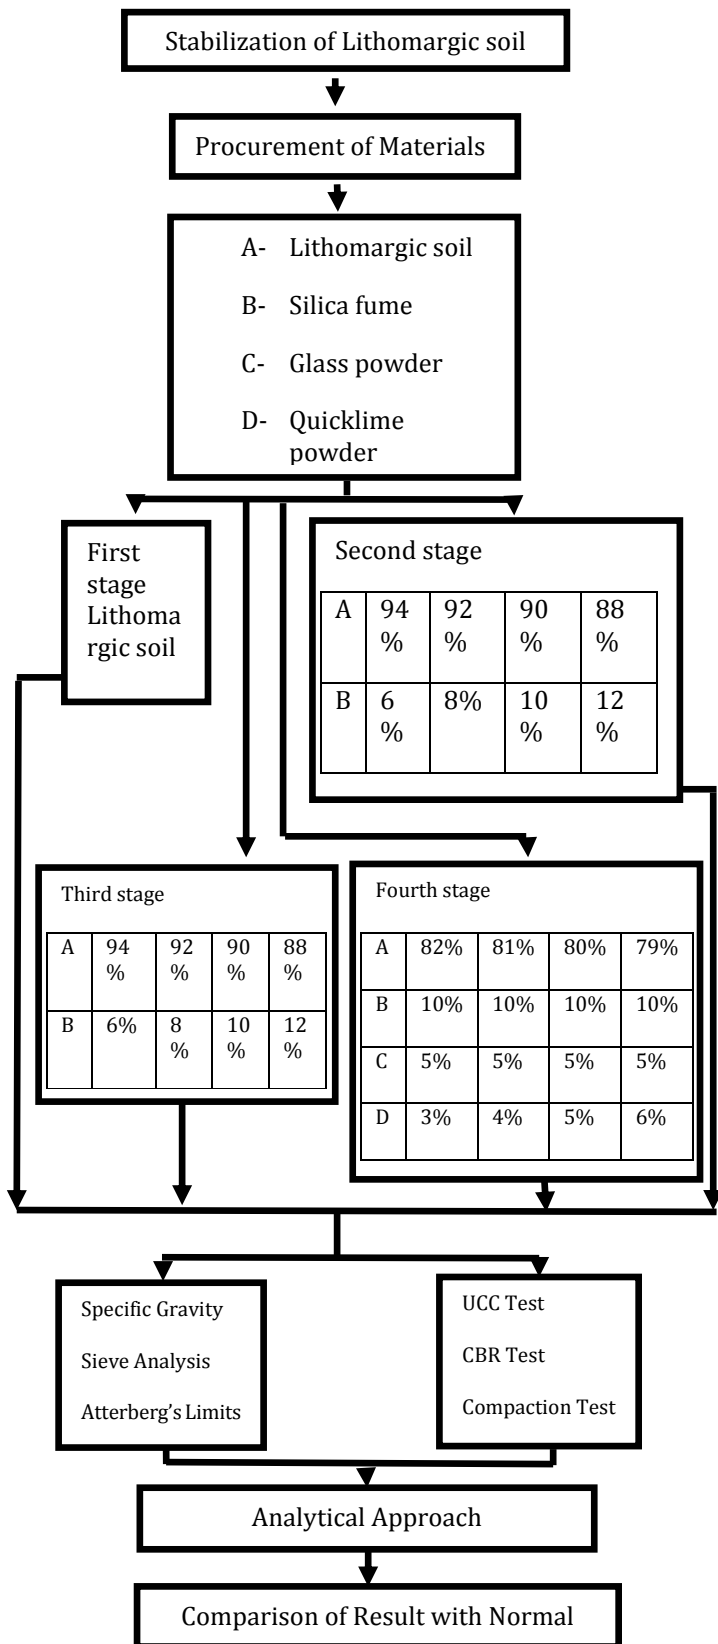 Stabilization of Lithomargic soil
Procurement of Materials
A- Lithomargic soil
B- Silica fume
C- Glass powder
D- Quicklime
powder
First
stage
Lithoma
rgic soil
Second stage
A 94 % 92 % 90 % 88 %
B 6 % 8% 10 % 12 %
Third stage
A 94 % 92 % 90 % 88 %
B 6% 8 % 10 % 12 %
Fourth stage
A 82% 81% 80% 79%
B 10% 10% 10% 10%
C 5% 5% 5% 5%
D 3% 4% 5% 6%
Specific Gravity
Sieve Analysis
Atterberg’s Limits
UCC Test
CBR Test
Compaction Test
Analytical Approach
Comparison of Result with Normal